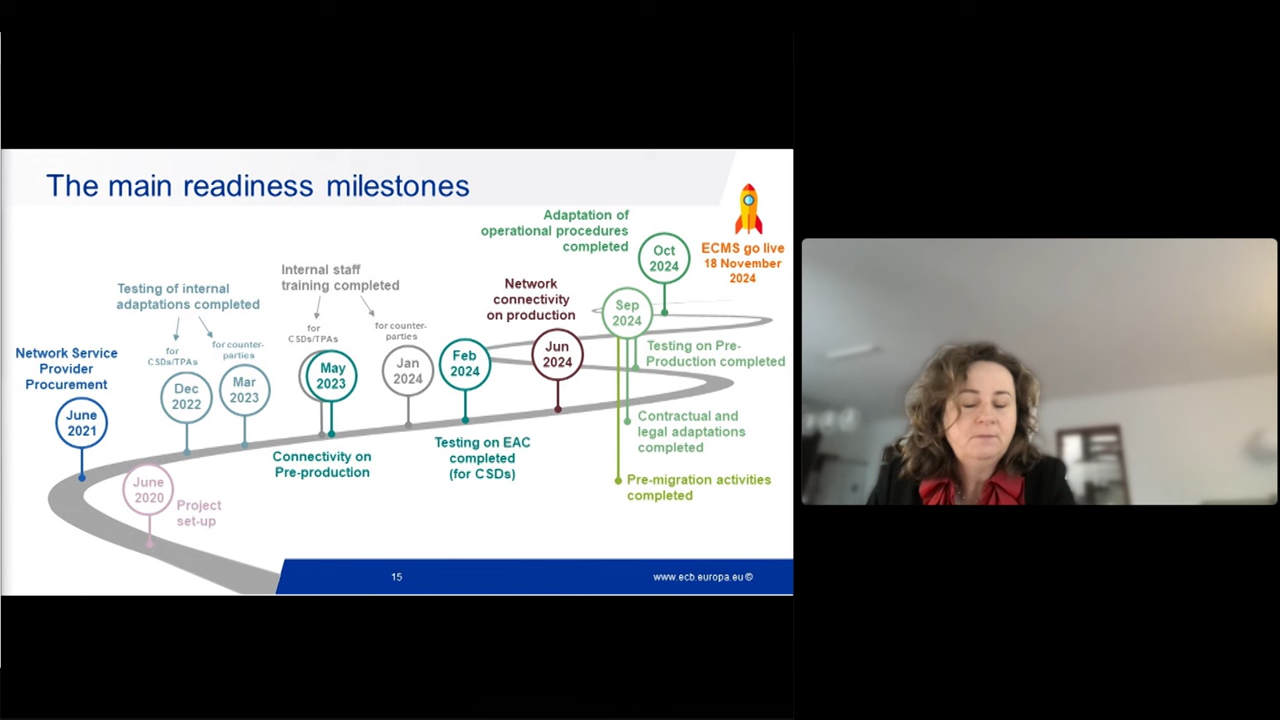 The main readiness milestones
Adaptation of
operational procedures
completed
Oct
2024
ECMS go live
18 November
2024
Internal staff
training completed
for
CSDs/TPAs
for counter-
parties
Network
connectivity
on production
Sep
2024
Testing of internal
adaptations completed
for
CSDs/TPAs
for counter-
parties
Network Service
Provider
Procurement
June
2021
Dec
2022
Mar
2023
May
2023
Jan
2024
Feb
2024
Jun
2024
Testing on Pre-
Production completed
Contractual and
legal adaptations
completed
Connectivity on
Pre-production
Testing on EAC
completed
(for CSDs)
Pre-migration activities
completed
June
2020
Project
set-up
15
www.ecb.europa.eu ©